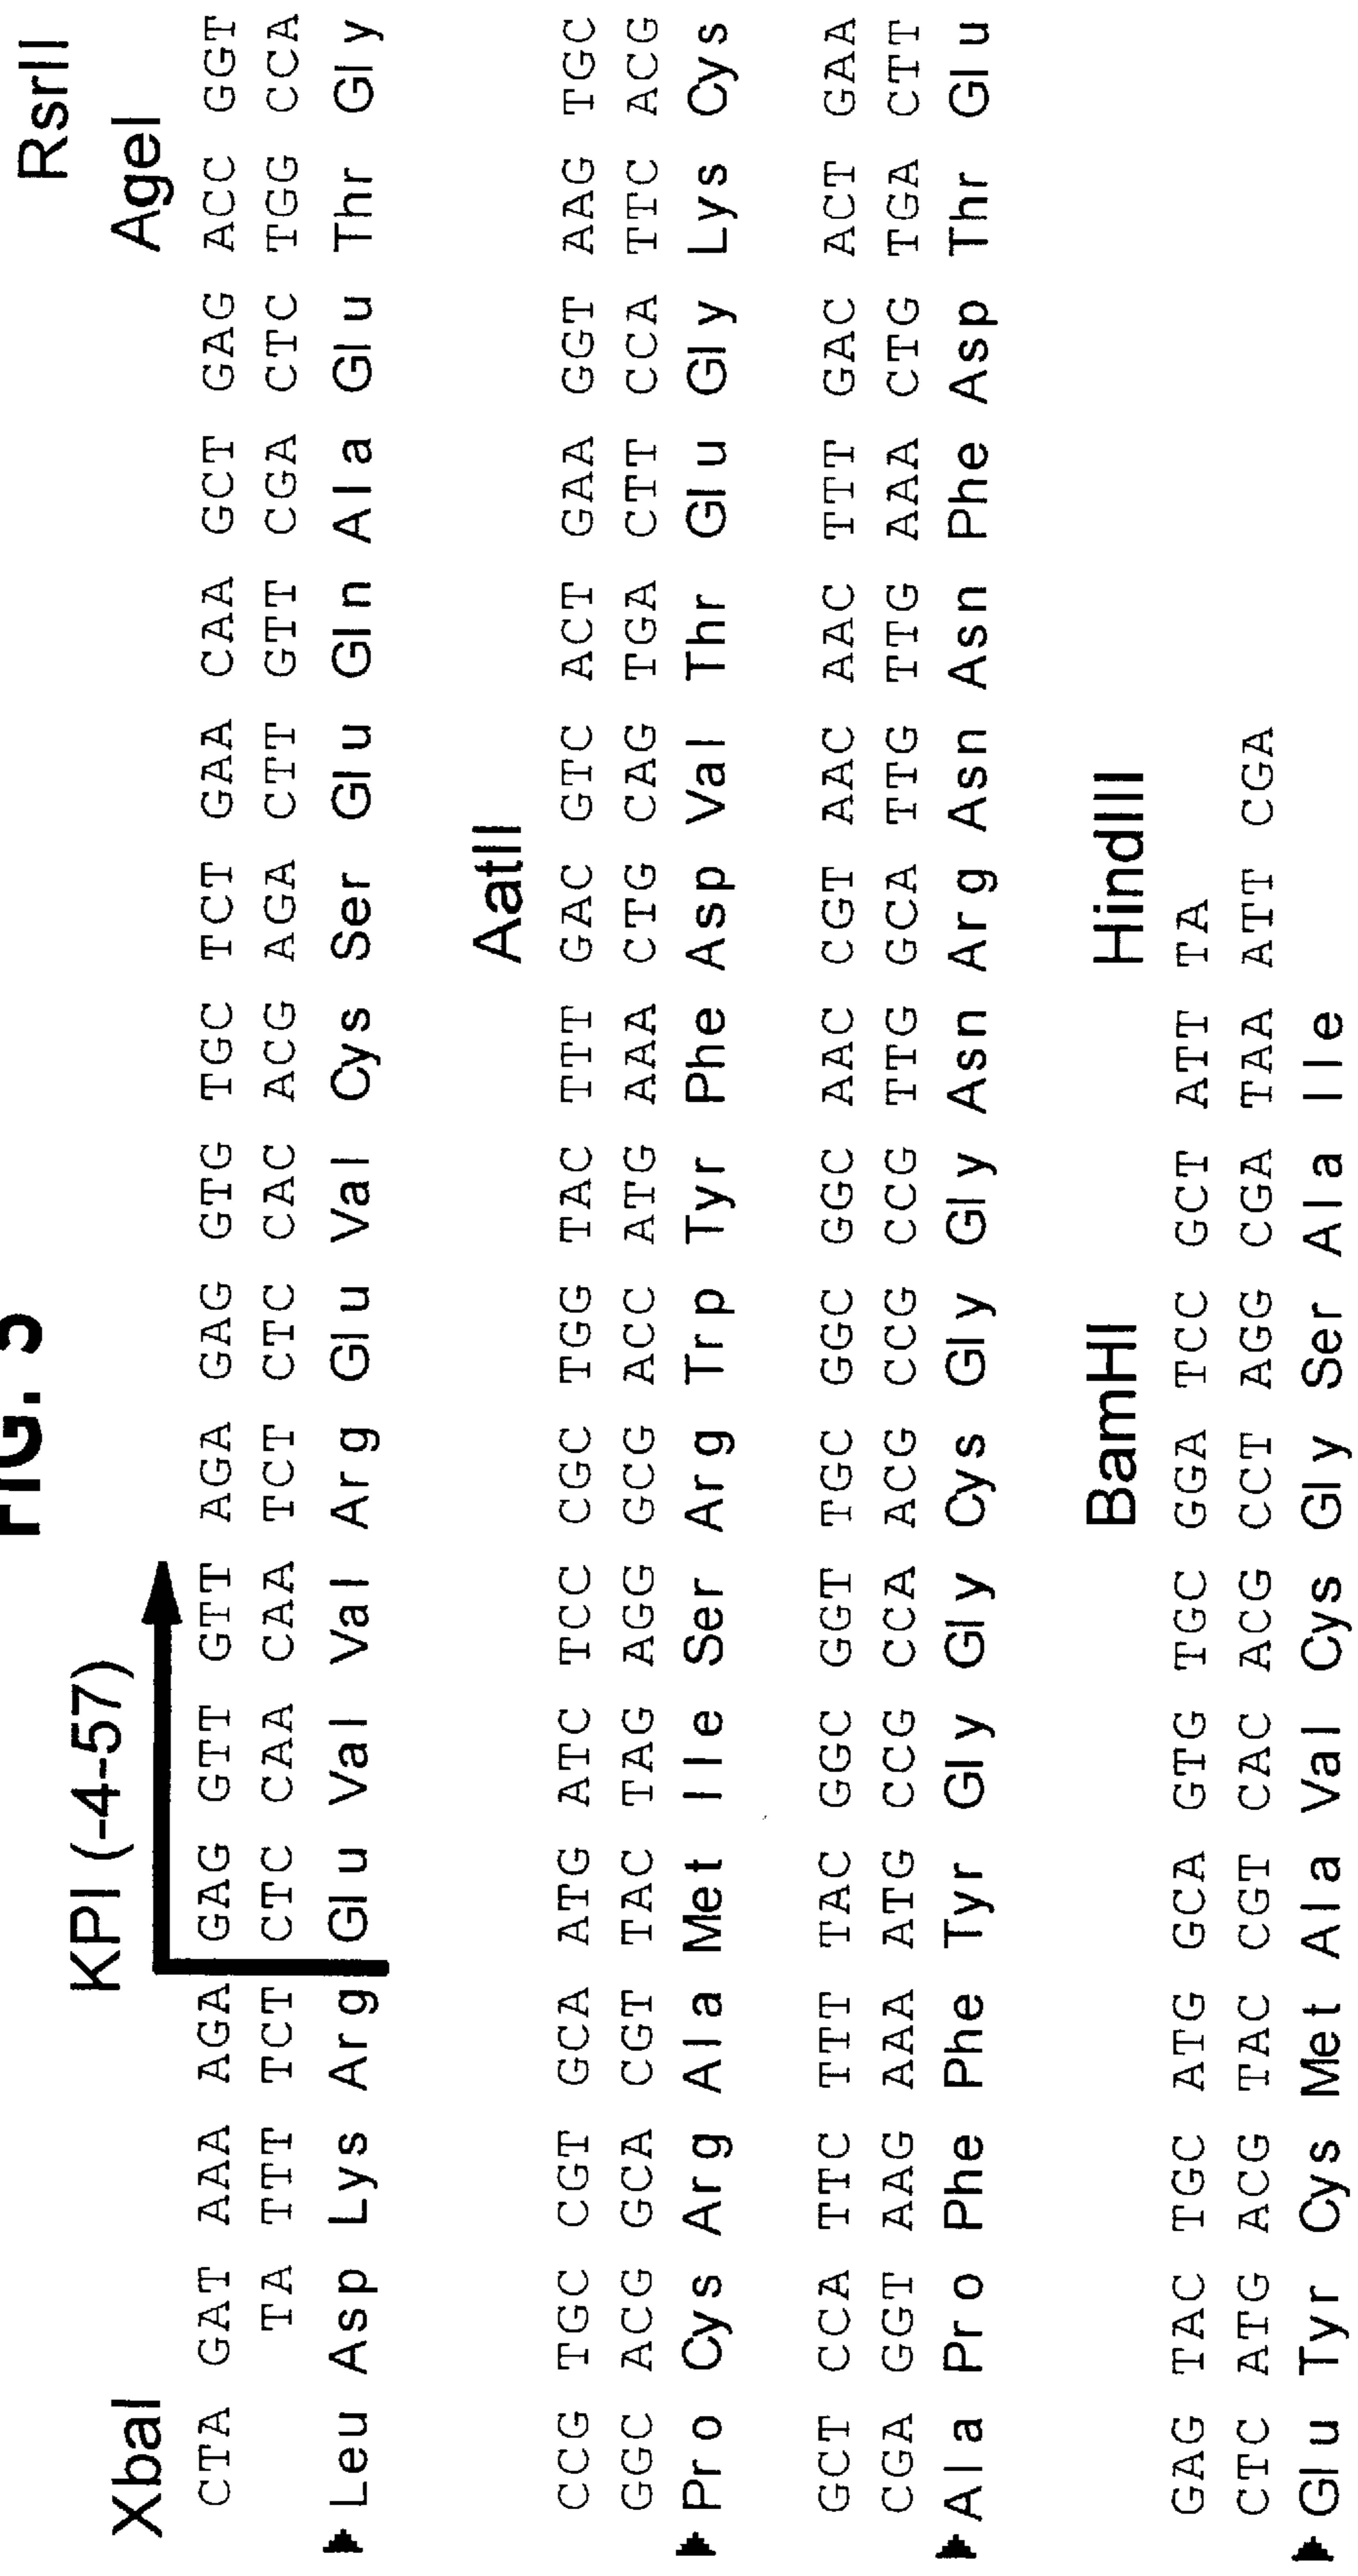 FIG.
RsrII
KPI (-4-57)
XbaI AgeI
CTA GAT AAA AGA GAG GTT GTT AGA GAG GTG TGC TCT GAA CAA GCT GAG ACC GGT
TA TTT TCT CTC CAA CAA TCT CTC CAC ACG AGA CTT GTT CGA CTC TGG CCA
Leu Asp Lys Arg Glu Val Val Arg Glu Val Cys Ser Glu Gln Ala Glu Thr Gly
AatII
CCG TGC CGT GCA ATG ATC TCC CGC TGG TAC TTT GAC GTC ACT GAA GGT AAG TGC
GGC ACG GCA CGT TAC TAG AGG GCG ACC ATG AAA CTG CAG TGA CTT CCA TTC ACG
Pro Cys Arg Ala Met Ile Ser Arg Trp Tyr Phe Asp Val Thr Glu Gly Lys Cys
GCT CCA TTC TTT TAC GGC GGT TGC GGC GGC AAC CGT AAC AAC TTT GAC ACT GAA
CGA GGT AAG AAA ATG CCG CCA ACG CCG CCG TTG GCA TTG TTG AAA CTG TGA CTT
Ala Pro Phe Phe Tyr Gly Gly Cys Gly Gly Asn Arg Asn Asn Phe Asp Thr Glu
BamHI HindIII
GAG TAC TGC ATG GCA GTG TGC GGA TCC GCT ATT TA
CTC ATG ACG TAC CGT CAC ACG CCT AGG CGA TAA ATT CGA
Glu Tyr Cys Met Ala Val Cys Gly Ser Ala Ile